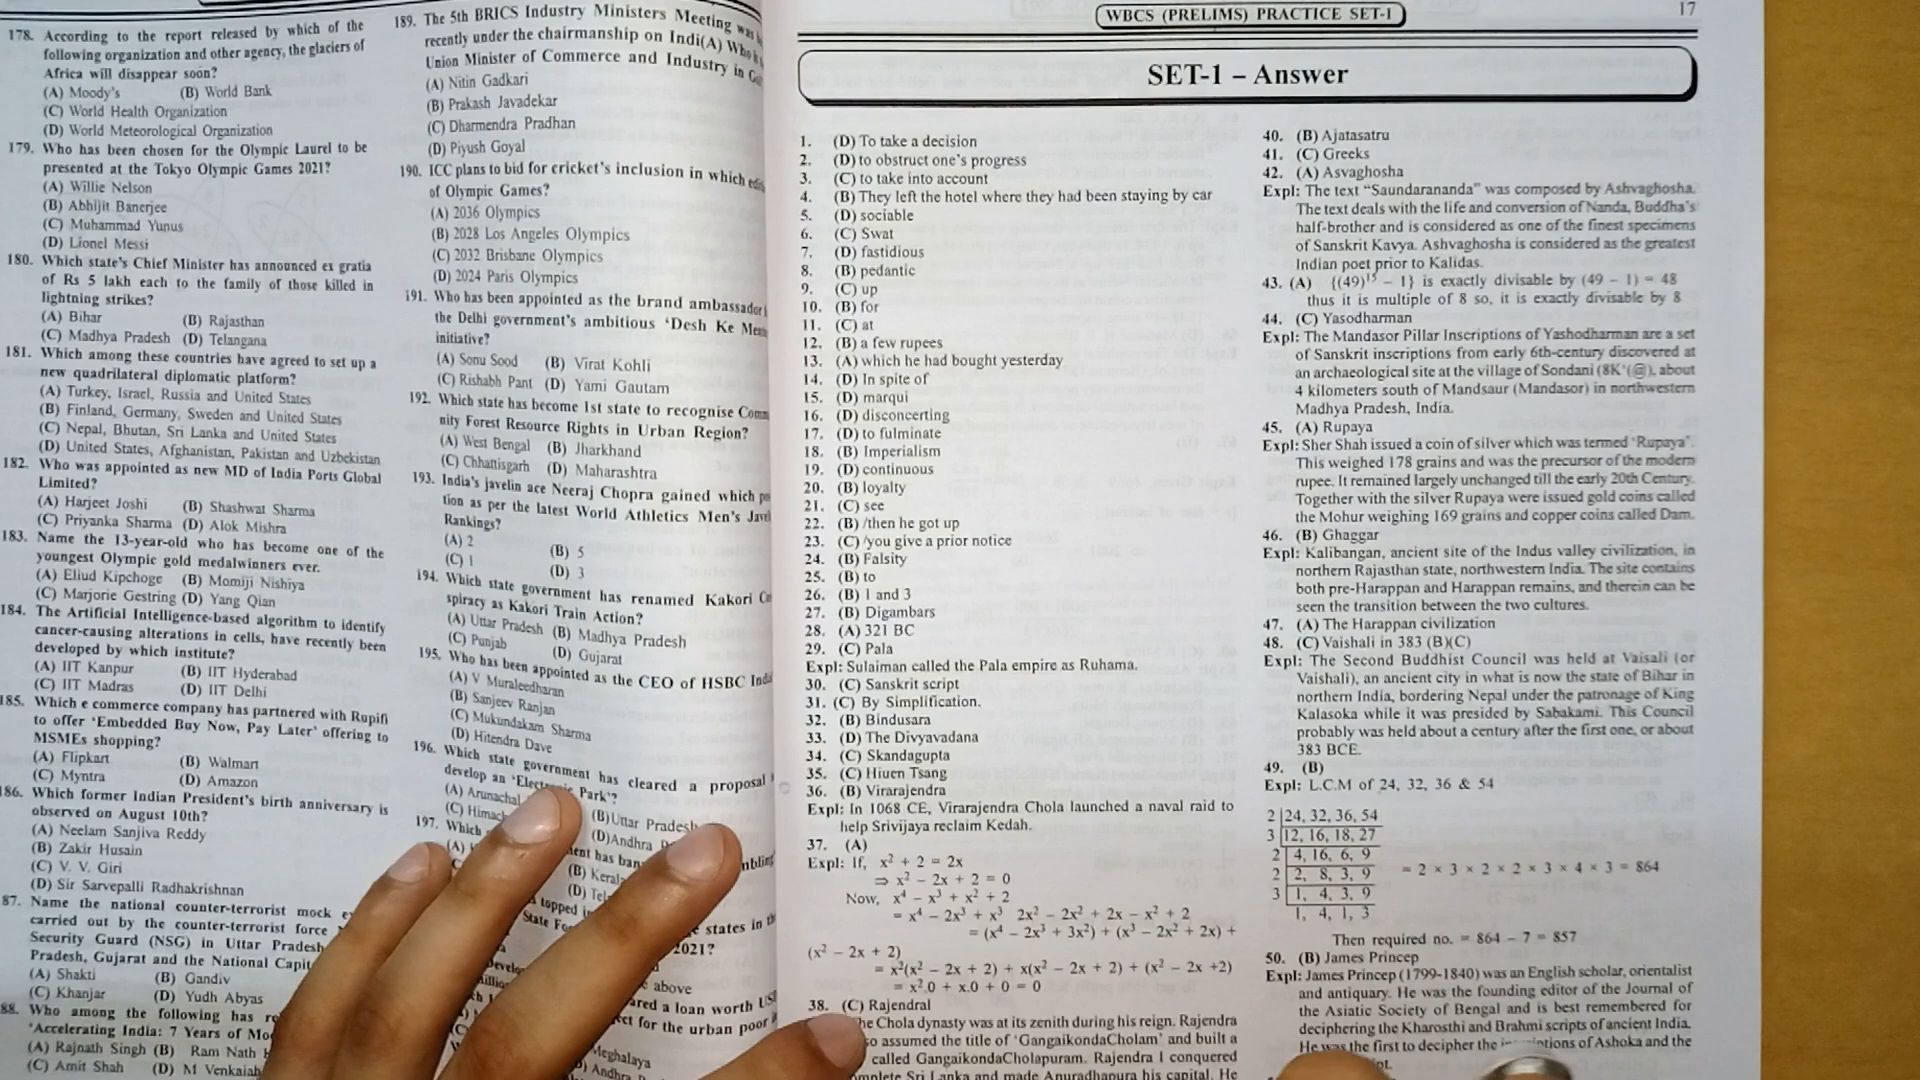 178. According to the report released by which of the
following organization and other agency, the glaciers of
Africa will disappear soon?
(A) Moody's (B) World Bank
(C) World Health Organization
(D) World Meteorological Organization
179. Who has been chosen for the Olympic Laurel to be
presented at the Tokyo Olympic Games 2021?
(A) Willie Nelson
(B) Abhijit Banerjee
(C) Muhammad Yunus
(D) Lionel Messi
180. Which state's Chief Minister has announced ex gratia
of Rs 5 lakh each to the family of those killed in
lightning strikes?
(A) Bihar (B) Rajasthan
(C) Madhya Pradesh (D) Telangana
181. Which among these countries have agreed to set up a
new quadrilateral diplomatic platform?
(A) Turkey, Israel, Russia and United States
(B) Finland, Germany, Sweden and United States
(C) Nepal, Bhutan, Sri Lanka and United States
(D) United States, Afghanistan, Pakistan and Uzbekistan
182. Who was appointed as new MD of India Ports Global
Limited?
(A) Harjeet Joshi (B) Shashwat Sharma
(C) Priyanka Sharma (D) Alok Mishra
183. Name the 13-year-old who has become one of the
youngest Olympic gold medalwinners ever.
(A) Eliud Kipchoge (B) Momiji Nishiya
(C) Marjorie Gestring (D) Yang Qian
184. The Artificial Intelligence-based algorithm to identify
cancer-causing alterations in cells, have recently been
developed by which institute?
(A) IIT Kanpur (B) IIT Hyderabad
(C) IIT Madras (D) IIT Delhi
185. Which e commerce company has partnered with Rupifi
to offer 'Embedded Buy Now, Pay Later' offering to
MSMEs shopping?
(A) Flipkart (B) Walmart
(C) Myntra (D) Amazon
186. Which former Indian President's birth anniversary is
observed on August 10th?
(A) Neelam Sanjiva Reddy
(B) Zakir Husain
(C) V. V. Giri
(D) Sir Sarvepalli Radhakrishnan
87. Name the national counter-terrorist mock
carried out by the counter-terrorist force
Security Guard (NSG) in Uttar Pradesh
Pradesh, Gujarat and the National
(A) Shakti (B) Gandiv
(C) Khanjar (D) Yudh Abyas
88. Who among the following has
'Accelerating India: 7 Years of
(A) Rajnath Singh (B) Ram Nath
(C) Amit Shah (D) M Venkaiah
189. The 5th BRICS Industry Ministers Meeting was
recently under the chairmanship on Indi(A) Who
Union Minister of Commerce and Industry in
(A) Nitin Gadkari
(B) Prakash Javadekar
(C) Dharmendra Pradhan
(D) Piyush Goyal
190. ICC plans to bid for cricket's inclusion in which
of Olympic Games?
(A) 2036 Olympics
(B) 2028 Los Angeles Olympics
(C) 2032 Brisbane Olympics
(D) 2024 Paris Olympics
191. Who has been appointed as the brand ambassador
the Delhi government's ambitious 'Desh Ke
initiative?
(A) Sonu Sood (B) Virat Kohli
(C) Rishabh Pant (D) Yami Gautam
192. Which state has become 1st state to recognise
nity Forest Resource Rights in Urban Region?
(A) West Bengal (B) Jharkhand
(C) Chhattisgarh (D) Maharashtra
193. India's javelin ace Neeraj Chopra gained which
tion as per the latest World Athletics Men's
Rankings?
(A) 2 (B) 5
(C) 1 (D) 3
194. Which state government has renamed Kakori
spiracy as Kakori Train Action?
(A) Uttar Pradesh (B) Madhya Pradesh
(C) Punjab (D) Gujarat
195. Who has been appointed as the CEO of HSBC
(A) V Muraleedharan
(B) Sanjeev Ranjan
(C) Mukundakam Sharma
(D) Hitendra Dave
196. Which state government has cleared a proposal
develop an Park'?
(A) Arunachal (B) Uttar Pradesh
(C) (D) Andhra
197. Which
has
(B)
(D)
topped
State states in
2021?
above
a loan worth
for the urban poor
Meghalaya
WBCS (PRELIMS) PRACTICE SET-1
17
SET-1 – Answer
1. (D) To take a decision
2. (D) to obstruct one's progress
3. (C) to take into account
4. (B) They left the hotel where they had been staying by car
5. (D) sociable
6. (C) Swat
7. (D) fastidious
8. (B) pedantic
9. (C) up
10. (B) for
11. (C) at
12. (B) a few rupees
13. (A) which he had bought yesterday
14. (D) In spite of
15. (D) marqui
16. (D) disconcerting
17. (D) to fulminate
18. (B) Imperialism
19. (D) continuous
20. (B) loyalty
21. (C) see
22. (B) /then he got up
23. (C) /you give a prior notice
24. (B) Falsity
25. (B) to
26. (B) 1 and 3
27. (B) Digambars
28. (A) 321 BC
29. (C) Pala
Expl: Sulaiman called the Pala empire as Ruhama.
30. (C) Sanskrit script
31. (C) By Simplification.
32. (B) Bindusara
33. (D) The Divyavadana
34. (C) Skandagupta
35. (C) Hiuen Tsang
36. (B) Virarajendra
Expl: In 1068 CE, Virarajendra Chola launched a naval raid to
help Srivijaya reclaim Kedah.
37. (A)
Expl: If, x² + 2 = 2x
⇒ x² – 2x + 2 = 0
Now, x⁴ – x³ + x² + 2
= x⁴ – 2x³ + x³ 2x² – 2x² + 2x – x² + 2
= (x⁴ – 2x³ + 3x²) + (x³ – 2x² + 2x) +
(x² – 2x + 2)
= x²(x² – 2x + 2) + x(x² – 2x + 2) + (x² – 2x +2)
= x².0 + x.0 + 0 = 0
38. (C) Rajendral
he Chola dynasty was at its zenith during his reign. Rajendra
assumed the title of 'GangaikondaCholan' and built a
called GangaikondaCholapuram. Rajendra I conquered
Sri Lanka and made Anuradhapura his capital. He
40. (B) Ajatasatru
41. (C) Greeks
42. (A) Asvaghosha
Expl: The text “Saundarananda” was composed by Ashvaghosha.
The text deals with the life and conversion of Nanda, Buddha's
half-brother and is considered as one of the finest specimens
of Sanskrit Kavya. Ashvaghosha is considered as the greatest
Indian poet prior to Kalidas.
43. (A) {(49)¹⁵ – 1} is exactly divisable by (49 – 1) = 48
thus it is multiple of 8 so, it is exactly divisable by 8
44. (C) Yasodharman
Expl: The Mandasor Pillar Inscriptions of Yashodharman are a set
of Sanskrit inscriptions from early 6th-century discovered at
an archaeological site at the village of Sondani (8K'(@), about
4 kilometers south of Mandsaur (Mandasor) in northwestern
Madhya Pradesh, India.
45. (A) Rupaya
Expl: Sher Shah issued a coin of silver which was termed 'Rupaya'.
This weighed 178 grains and was the precursor of the modern
rupee. It remained largely unchanged till the early 20th Century.
Together with the silver Rupaya were issued gold coins called
the Mohur weighing 169 grains and copper coins called Dam.
46. (B) Ghaggar
Expl: Kalibangan, ancient site of the Indus valley civilization, in
northern Rajasthan state, northwestern India. The site contains
both pre-Harappan and Harappan remains, and therein can be
seen the transition between the two cultures.
47. (A) The Harappan civilization
48. (C) Vaishali in 383 (B)(C)
Expl: The Second Buddhist Council was held at Vaisali (or
Vaishali), an ancient city in what is now the state of Bihar in
northern India, bordering Nepal under the patronage of King
Kalasoka while it was presided by Sabakami. This Council
probably was held about a century after the first one, or about
383 BCE.
49. (B)
Expl: L.C.M of 24, 32, 36 & 54
2 24, 32, 36, 54
3 12, 16, 18, 27
2 4, 16, 6, 9
2 2, 8, 3, 9
3 1, 4, 3, 9
1, 4, 1, 3
= 2 × 3 × 2 × 2 × 3 × 4 × 3 = 864
Then required no. = 864 – 7 = 857
50. (B) James Princep
Expl: James Princep (1799-1840) was an English scholar, orientalist
and antiquary. He was the founding editor of the Journal of
the Asiatic Society of Bengal and is best remembered for
deciphering the Kharosthi and Brahmi scripts of ancient India.
He was the first to decipher the of Ashoka and the